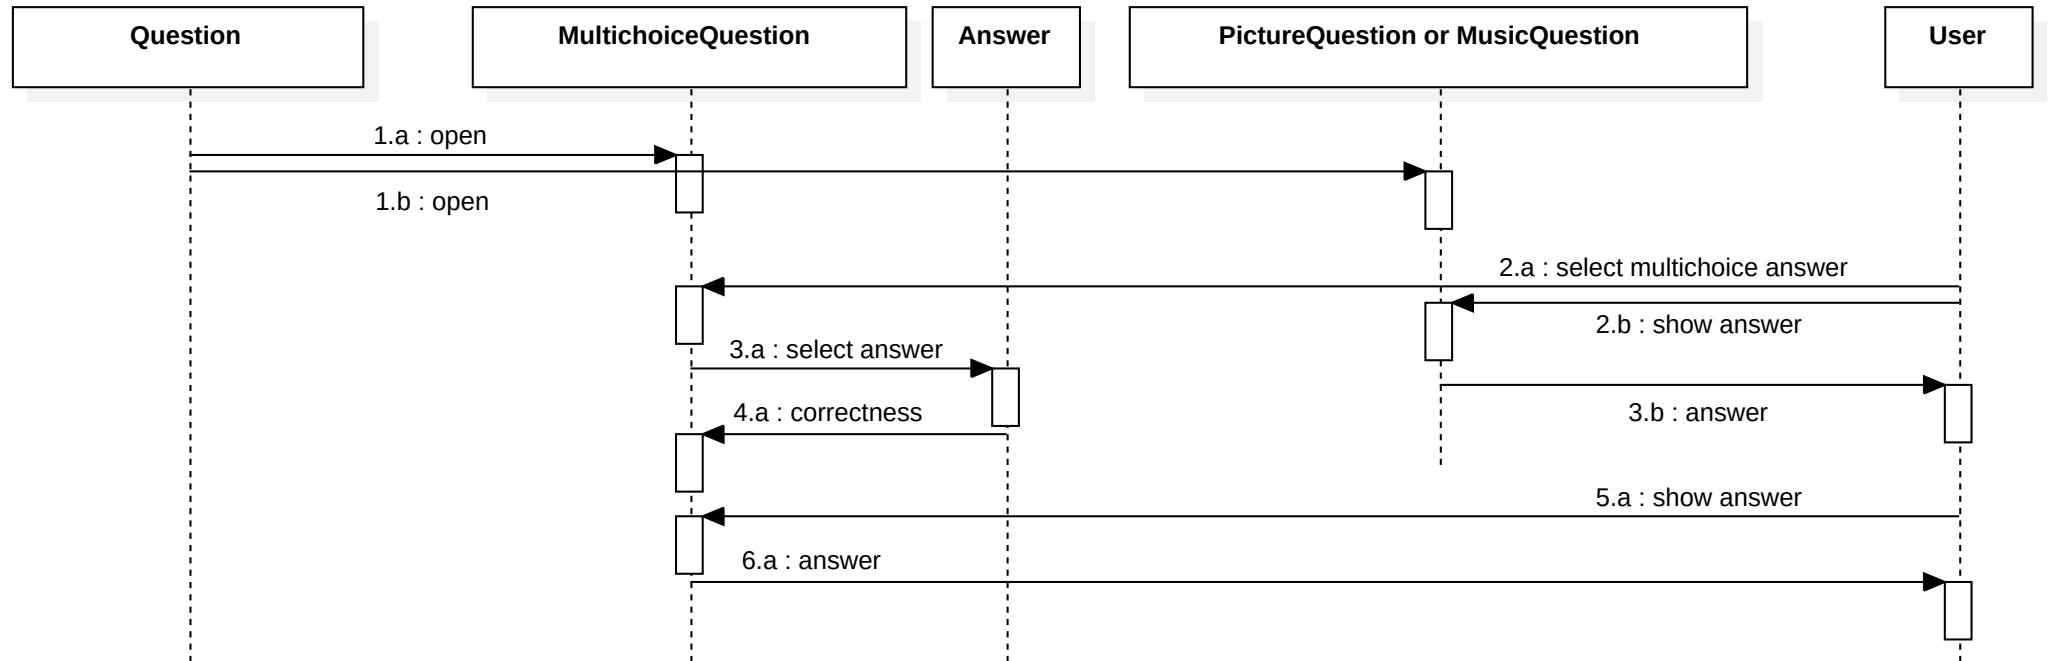 Question
MultichoiceQuestion
Answer
PictureQuestion or MusicQuestion
User
1.a : open
1.b : open
2.a : select multichoice answer
2.b : show answer
3.a : select answer
3.b : answer
4.a : correctness
5.a : show answer
6.a : answer